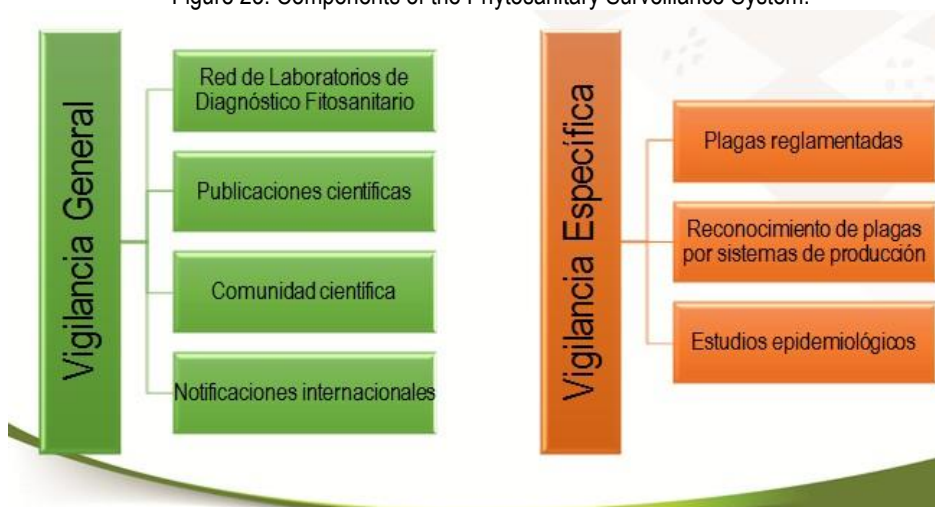 Figure 20. Components of the Phytosanitary Surveillance System.
Vigilancia General
Red de Laboratorios de
Diagnóstico Fitosanitario
Publicaciones científicas
Comunidad científica
Notificaciones internacionales
Vigilancia Específica
Plagas reglamentadas
Reconocimiento de plagas
por sistemas de producción
Estudios epidemiológicos